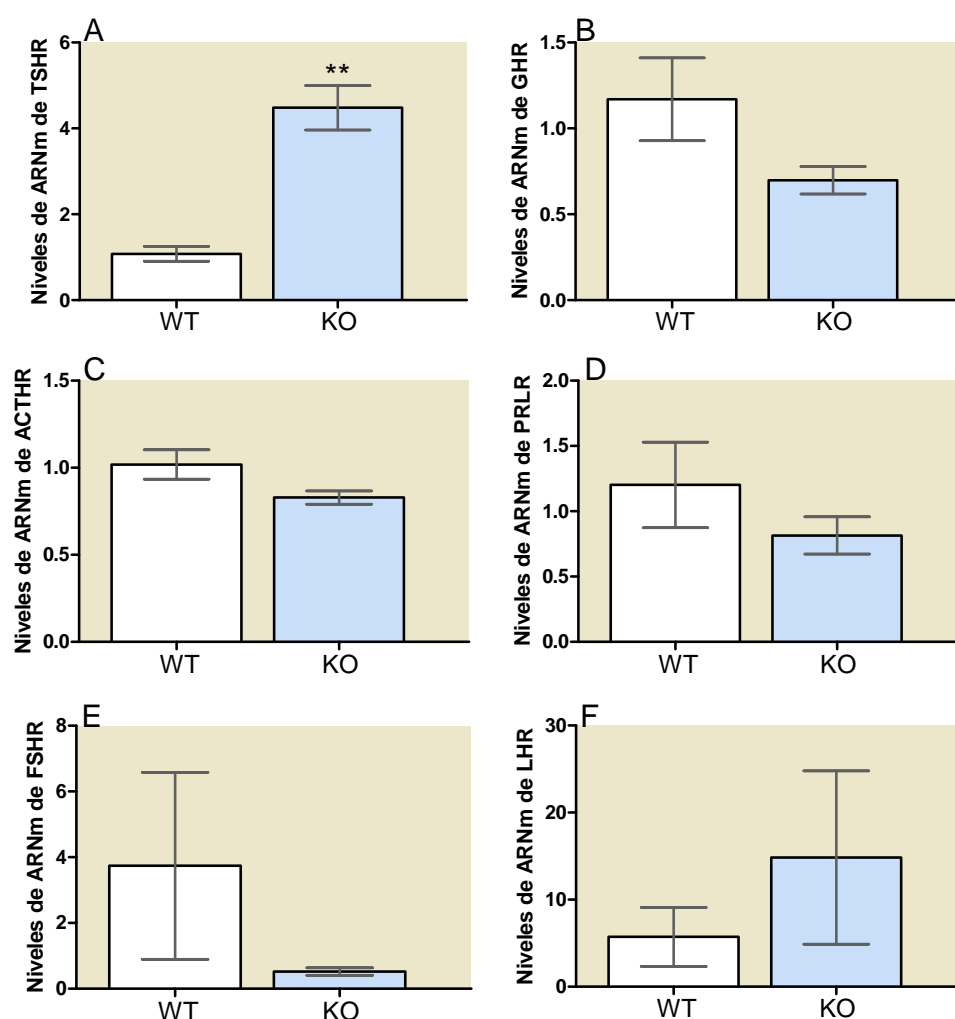 A
Niveles de ARNm de TSHR
6
4
2
0
**
WT
KO
B
Niveles de ARNm de GHR
1.5
1.0
0.5
0.0
WT
KO
C
Niveles de ARNm de ACTHR
1.5
1.0
0.5
0.0
WT
KO
D
Niveles de ARNm de PRLR
2.0
1.5
1.0
0.5
0.0
WT
KO
E
Niveles de ARNm de FSHR
8
6
4
2
0
WT
KO
F
Niveles de ARNm de LHR
30
20
10
0
WT
KO